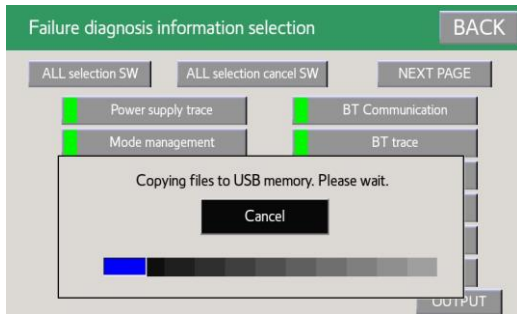 Failure diagnosis information selection BACK
ALL selection SW ALL selection cancel SW NEXT PAGE
Power supply trace BT Communication
Mode management BT trace
Copying files to USB memory. Please wait.
Cancel
OUTPUT